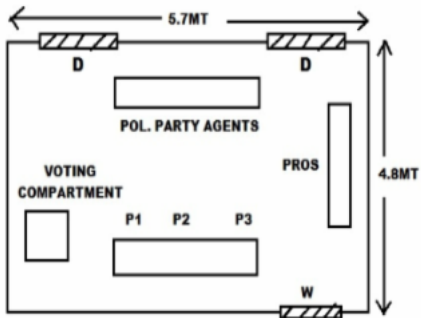 5.7MT
D D
POL. PARTY AGENTS
PROS
4.8MT
VOTING
COMPARTMENT
P1 P2 P3
W